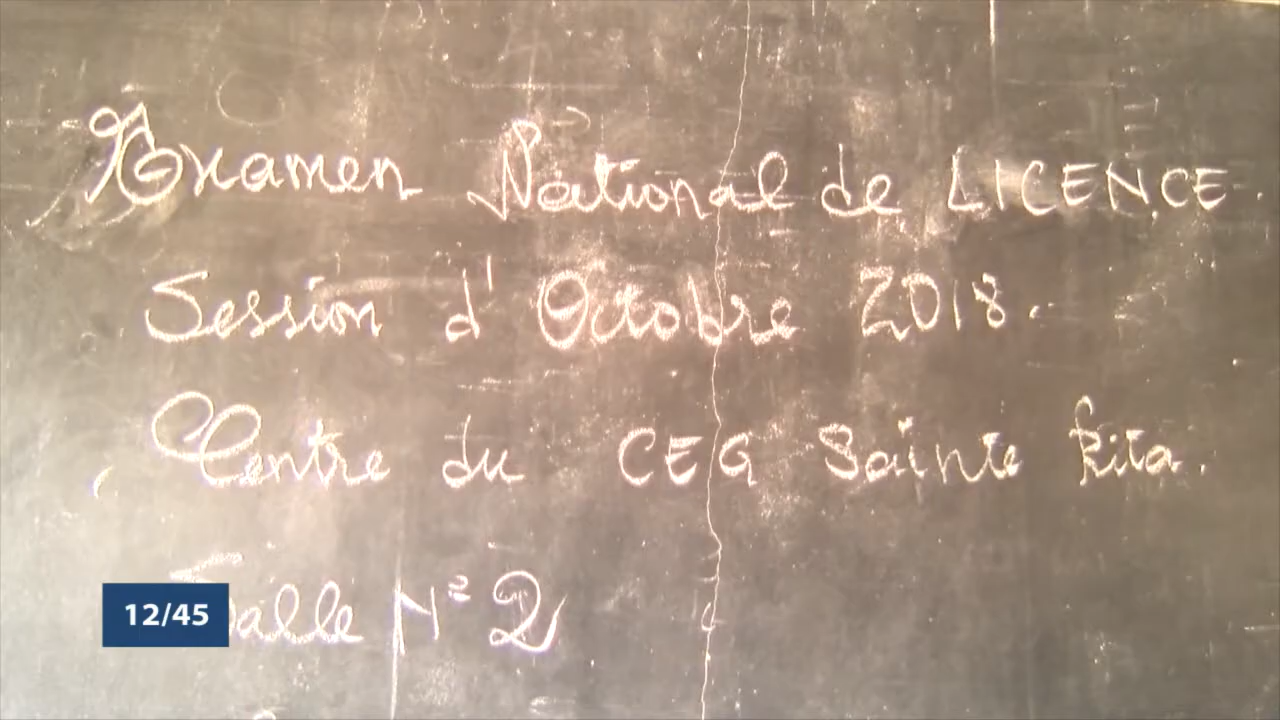 Examen National de LICENCE.
Session d'Octobre 2018.
Centre du CEG Sainte Rita.
Salle N° 2
12/45